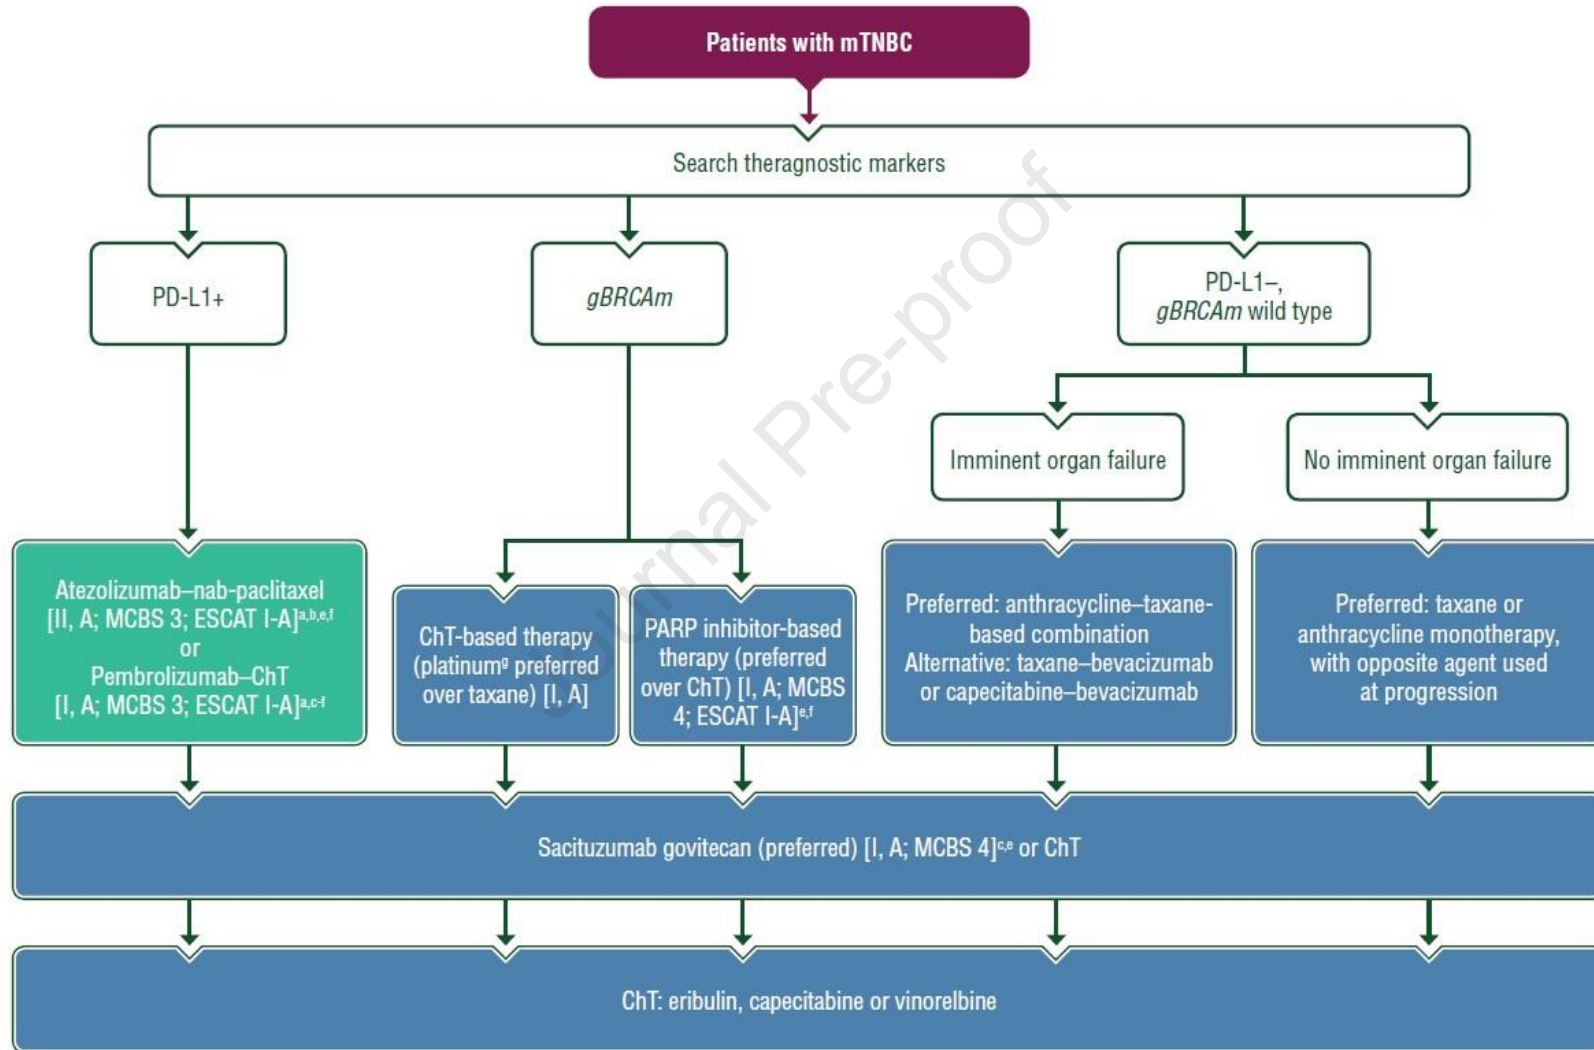 Patients with mTNBC
Search theragnostic markers
PD-L1+
gBRCAm
PD-L1–,
gBRCAm wild type
Imminent organ failure
No imminent organ failure
Atezolizumab–nab-paclitaxel
[II, A; MCBS 3; ESCAT I-A]a,b,e,f
or
Pembrolizumab–ChT
[I, A; MCBS 3; ESCAT I-A]a,c-f
ChT-based therapy
(platinumg preferred
over taxane) [I, A]
PARP inhibitor-based
therapy (preferred
over ChT) [I, A; MCBS
4; ESCAT I-A]e,f
Preferred: anthracycline–taxane-
based combination
Alternative: taxane–bevacizumab
or capecitabine–bevacizumab
Preferred: taxane or
anthracycline monotherapy,
with opposite agent used
at progression
Sacituzumab govitecan (preferred) [I, A; MCBS 4]c,e or ChT
ChT: eribulin, capecitabine or vinorelbine
Journal Pre-proof